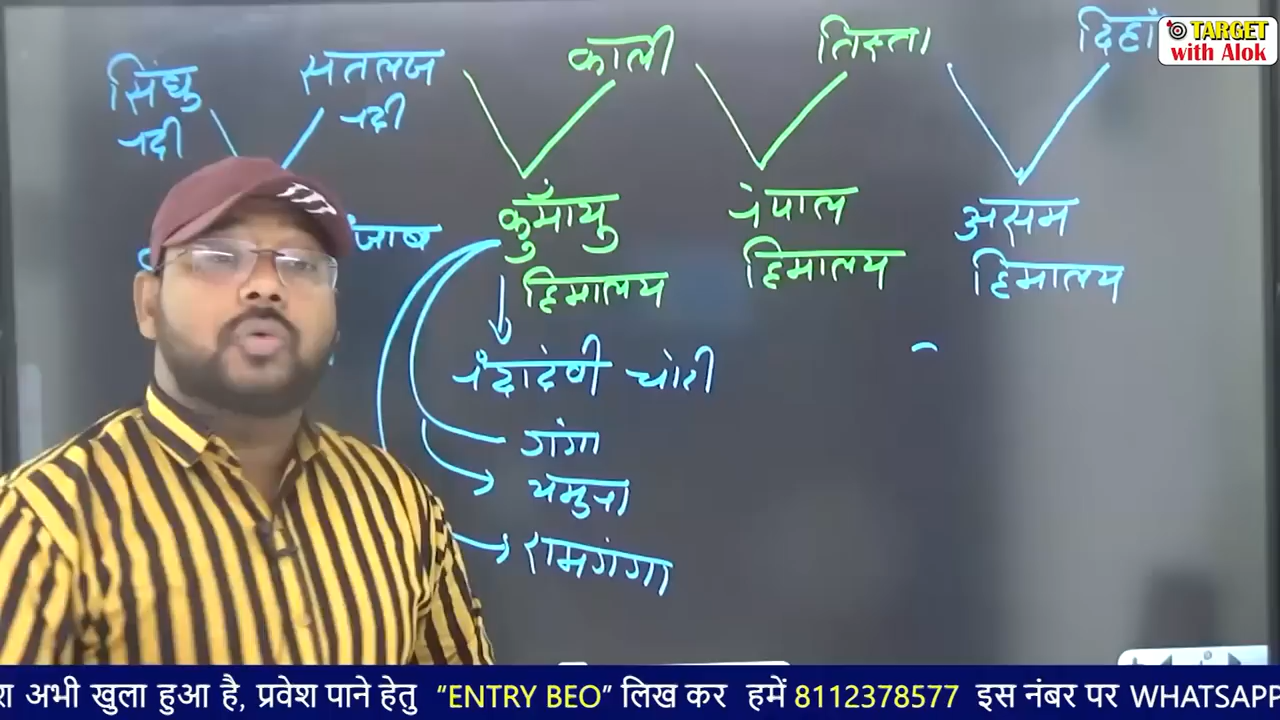 सिंधु
नदी
सतलज
नदी
काली
तिस्ता
दिहां
TARGET
with Alok
कुमाँयु
हिमालय
नेपाल
हिमालय
असम
हिमालय
नंदादेवी चोटी
गंगा
यमुना
रामगंगा
अभी खुला हुआ है, प्रवेश पाने हेतु “ENTRY BEO” लिख कर हमें 8112378577 इस नंबर पर WHATSAPP